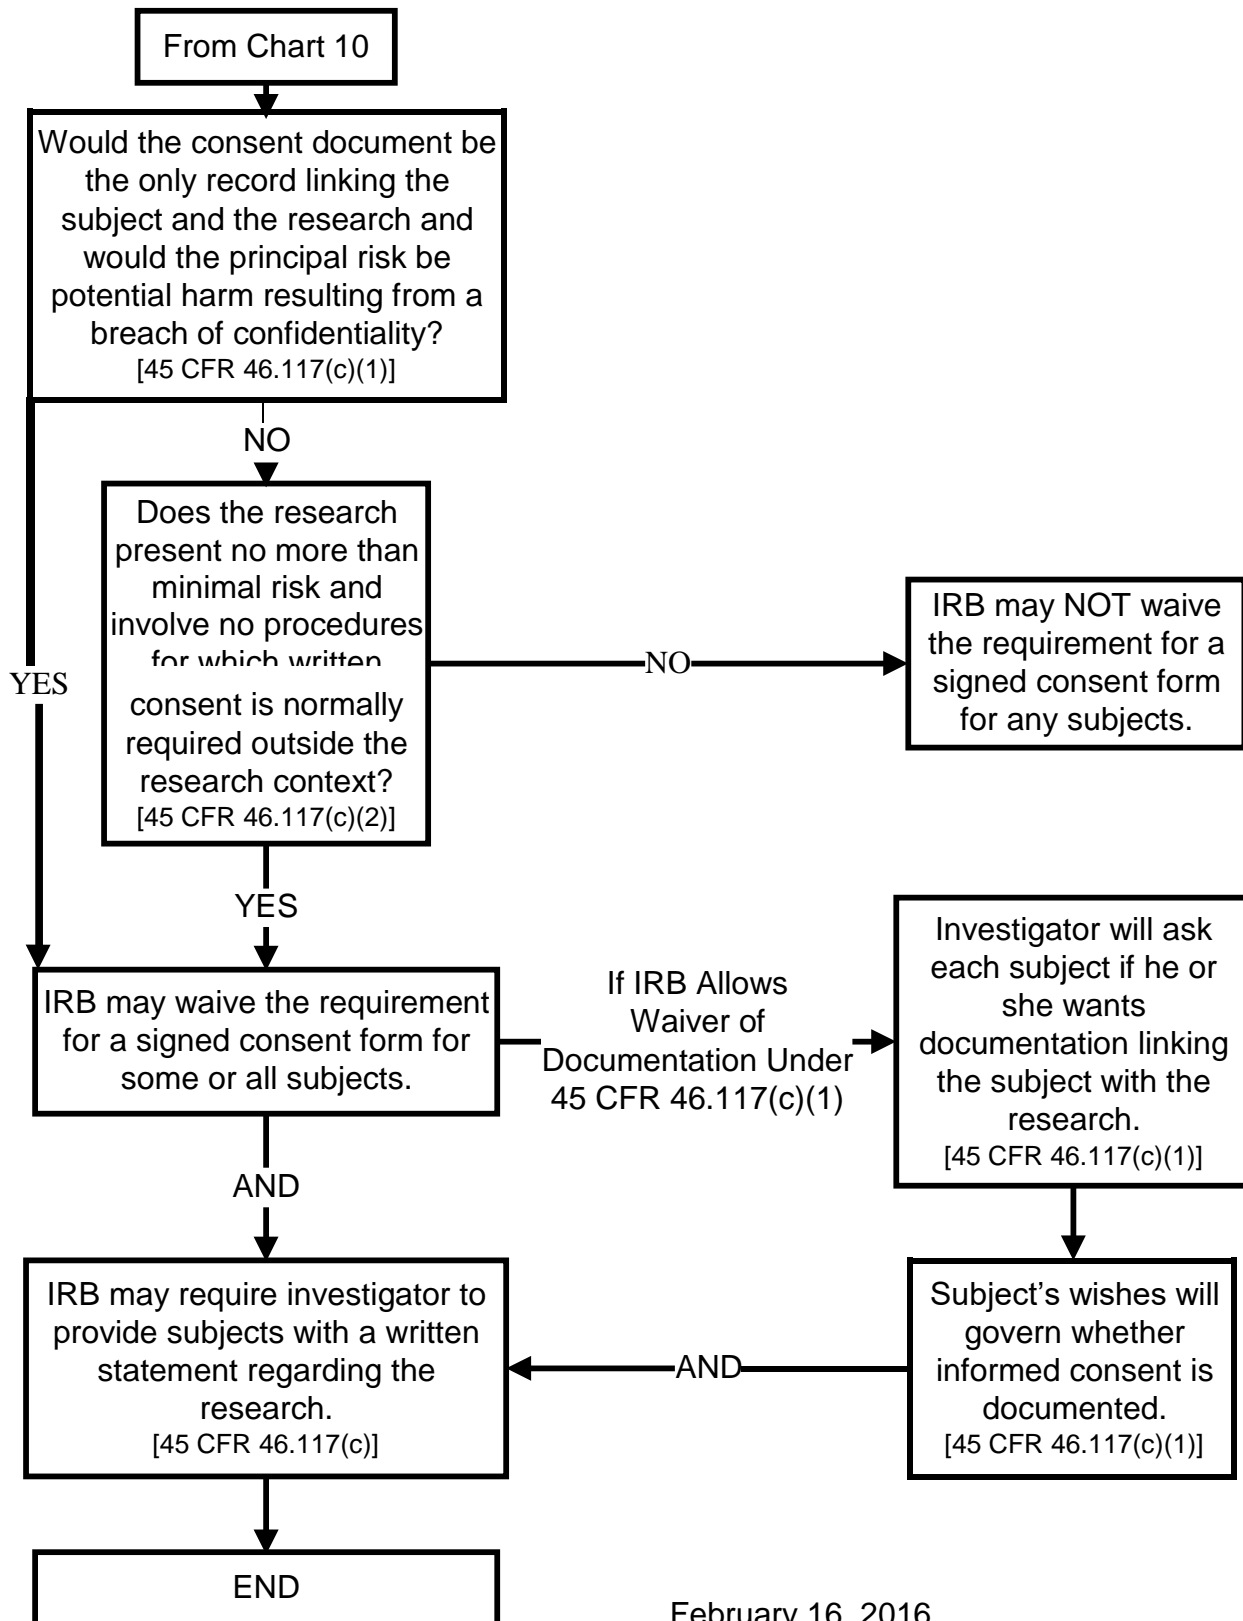 From Chart 10
Would the consent document be
the only record linking the
subject and the research and
would the principal risk be
potential harm resulting from a
breach of confidentiality?
[45 CFR 46.117(c)(1)]
NO
Does the research
present no more than
minimal risk and
involve no procedures
for which written
consent is normally
required outside the
research context?
[45 CFR 46.117(c)(2)]
NO
IRB may NOT waive
the requirement for a
signed consent form
for any subjects.
YES
YES
IRB may waive the requirement
for a signed consent form for
some or all subjects.
If IRB Allows
Waiver of
Documentation Under
45 CFR 46.117(c)(1)
Investigator will ask
each subject if he or
she wants
documentation linking
the subject with the
research.
[45 CFR 46.117(c)(1)]
AND
IRB may require investigator to
provide subjects with a written
statement regarding the
research.
[45 CFR 46.117(c)]
AND
Subject's wishes will
govern whether
informed consent is
documented.
[45 CFR 46.117(c)(1)]
END
February 16, 2016